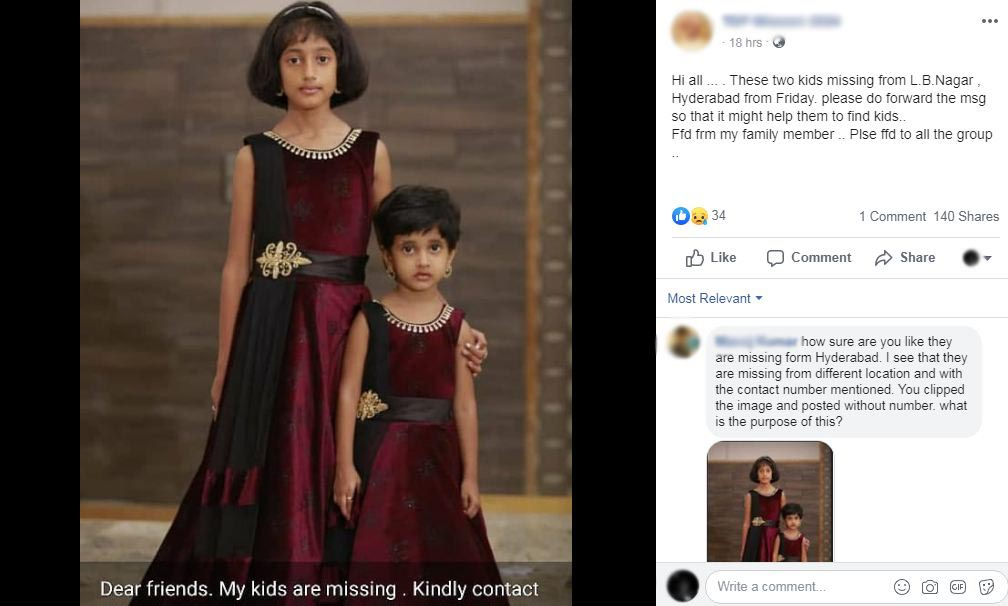 18 hrs
Hi all ... . These two kids missing from L.B.Nagar ,
Hyderabad from Friday. please do forward the msg
so that it might help them to find kids..
Ffd frm my family member .. Plse ffd to all the group
..
34
1 Comment 140 Shares
Like Comment Share
Most Relevant
how sure are you like they
are missing form Hyderabad. I see that they
are missing from different location and with
the contact number mentioned. You clipped
the image and posted without number. what
is the purpose of this?
Write a comment...
GIF
Dear friends. My kids are missing . Kindly contact